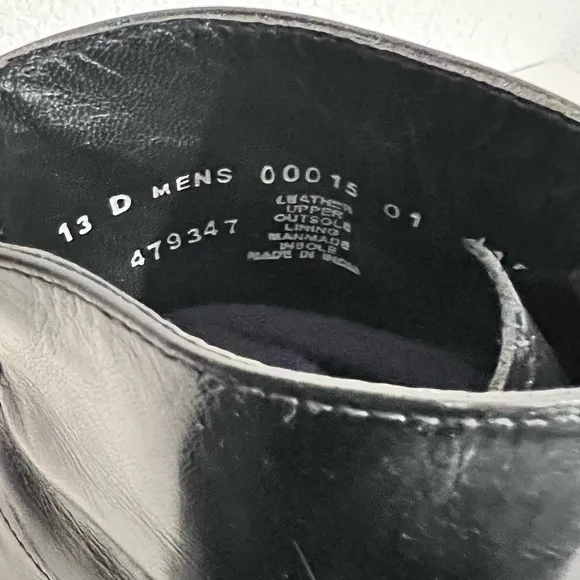 13 D MENS 00015 01
479347
LEATHER
UPPER
OUTSOLE
LINING
MANMADE
INSOLE
MADE IN INDIA